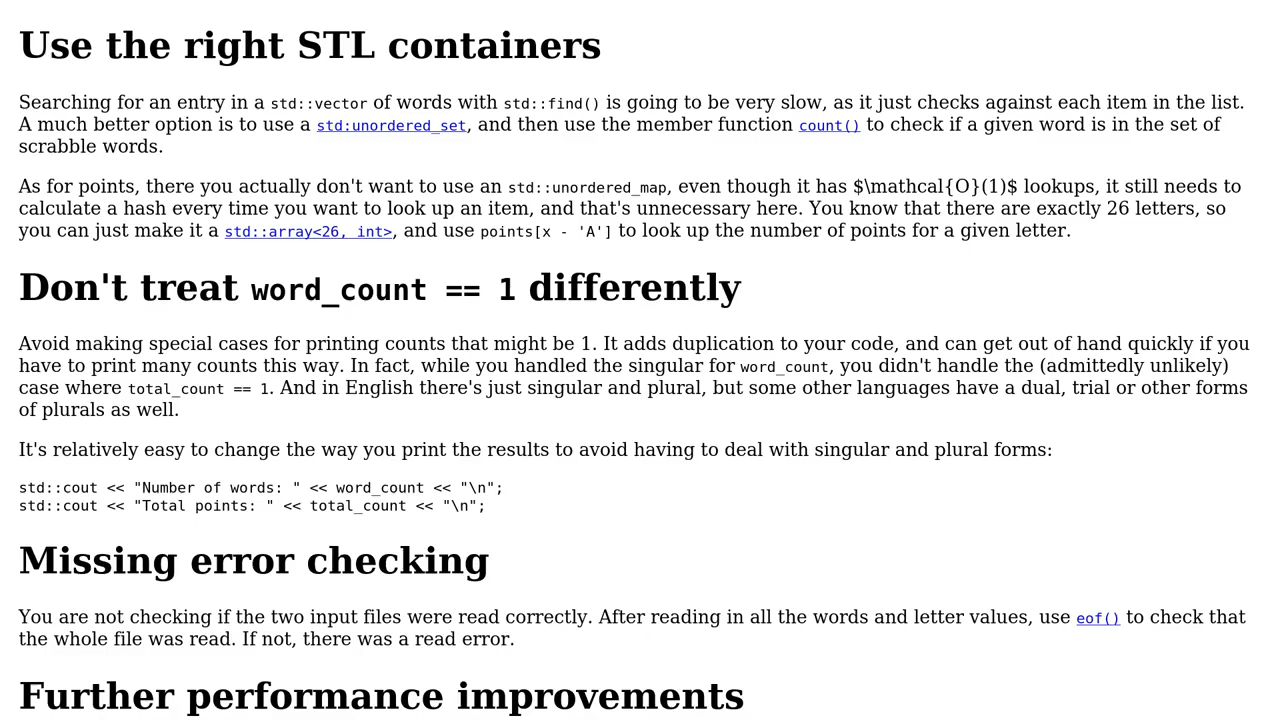 Use the right STL containers
Searching for an entry in a std::vector of words with std::find() is going to be very slow, as it just checks against each item in the list.
A much better option is to use a std:unordered_set, and then use the member function count() to check if a given word is in the set of
scrabble words.
As for points, there you actually don't want to use an std::unordered_map, even though it has $\mathcal{O}(1)$ lookups, it still needs to
calculate a hash every time you want to look up an item, and that's unnecessary here. You know that there are exactly 26 letters, so
you can just make it a std::array<26, int>, and use points[x - 'A'] to look up the number of points for a given letter.
Don't treat word_count == 1 differently
Avoid making special cases for printing counts that might be 1. It adds duplication to your code, and can get out of hand quickly if you
have to print many counts this way. In fact, while you handled the singular for word_count, you didn't handle the (admittedly unlikely)
case where total_count == 1. And in English there's just singular and plural, but some other languages have a dual, trial or other forms
of plurals as well.
It's relatively easy to change the way you print the results to avoid having to deal with singular and plural forms:
std::cout << "Number of words: " << word_count << "\n";
std::cout << "Total points: " << total_count << "\n";
Missing error checking
You are not checking if the two input files were read correctly. After reading in all the words and letter values, use eof() to check that
the whole file was read. If not, there was a read error.
Further performance improvements